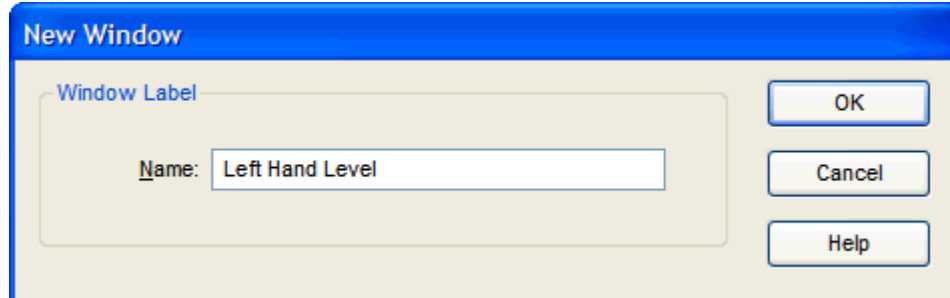 New Window
Window Label
Name: Left Hand Level
OK
Cancel
Help